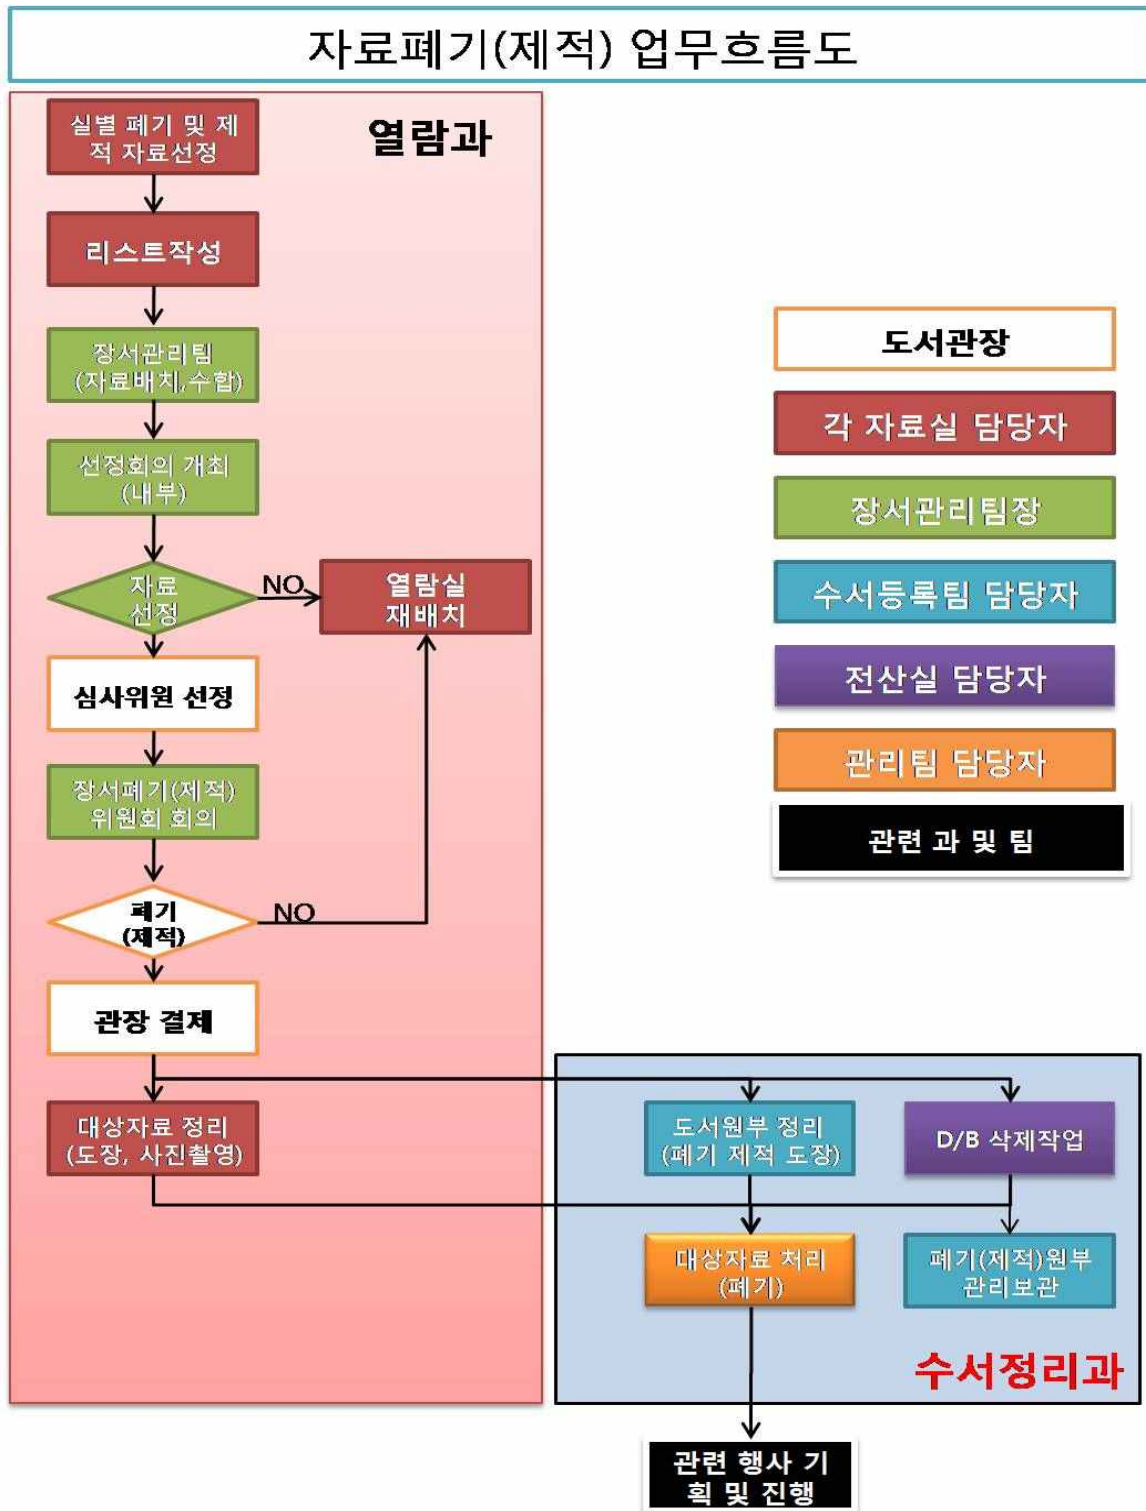 자료폐기(제적) 업무흐름도
열람과
실별 폐기 및 제
적 자료선정
리스트작성
장서관리팀
(자료배치,수합)
선정회의 개최
(내부)
자료
선정
NO
열람실
재배치
심사위원 선정
장서폐기(제적)
위원회 회의
폐기
(제적)
NO
관장 결제
대상자료 정리
(도장, 사진촬영)
도서원부 정리
(폐기 제적 도장)
D/B 삭제작업
대상자료 처리
(폐기)
폐기(제적)원부
관리보관
수서정리과
관련 행사 기
획 및 진행
도서관장
각 자료실 담당자
장서관리팀장
수서등록팀 담당자
전산실 담당자
관리팀 담당자
관련 과 및 팀